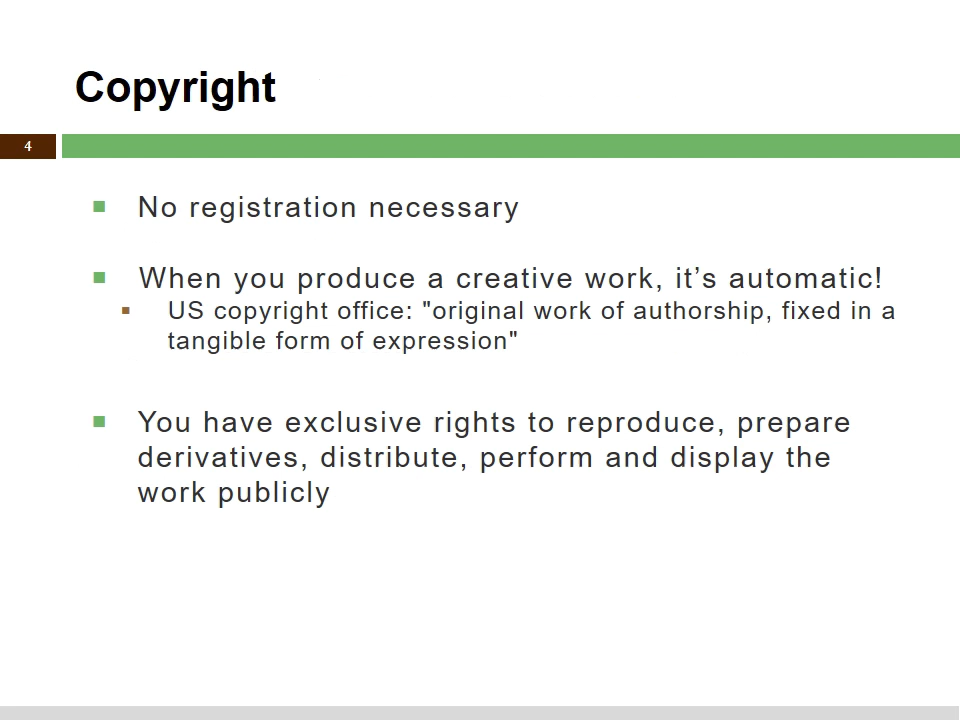 Copyright
4
No registration necessary
When you produce a creative work, it’s automatic!
US copyright office: "original work of authorship, fixed in a
tangible form of expression"
You have exclusive rights to reproduce, prepare
derivatives, distribute, perform and display the
work publicly